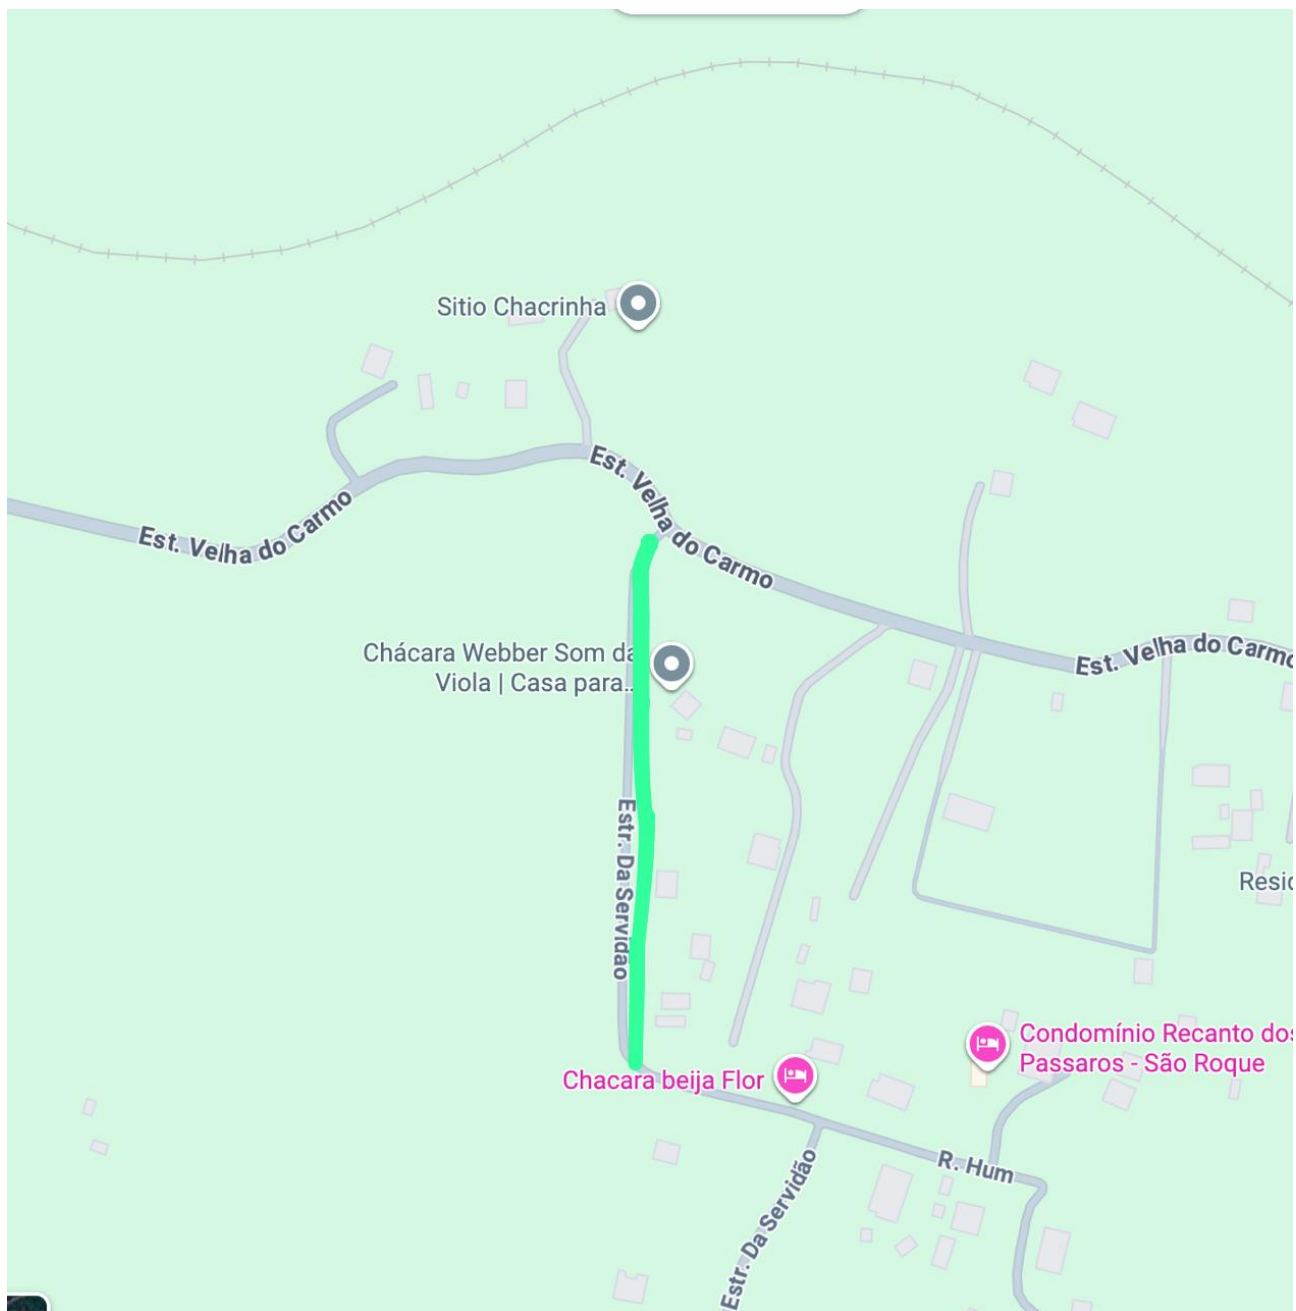 Sitio Chacrinha
Est. Velha do Carmo
Est. Velha do Carmo
Est. Velha do Carmo
Chácara Webber Som da
Viola | Casa para...
Estr. Da Servidão
Condomínio Recanto dos
Passaros - São Roque
Chacara beija Flor
R. Hum
Estr. Da Servidão